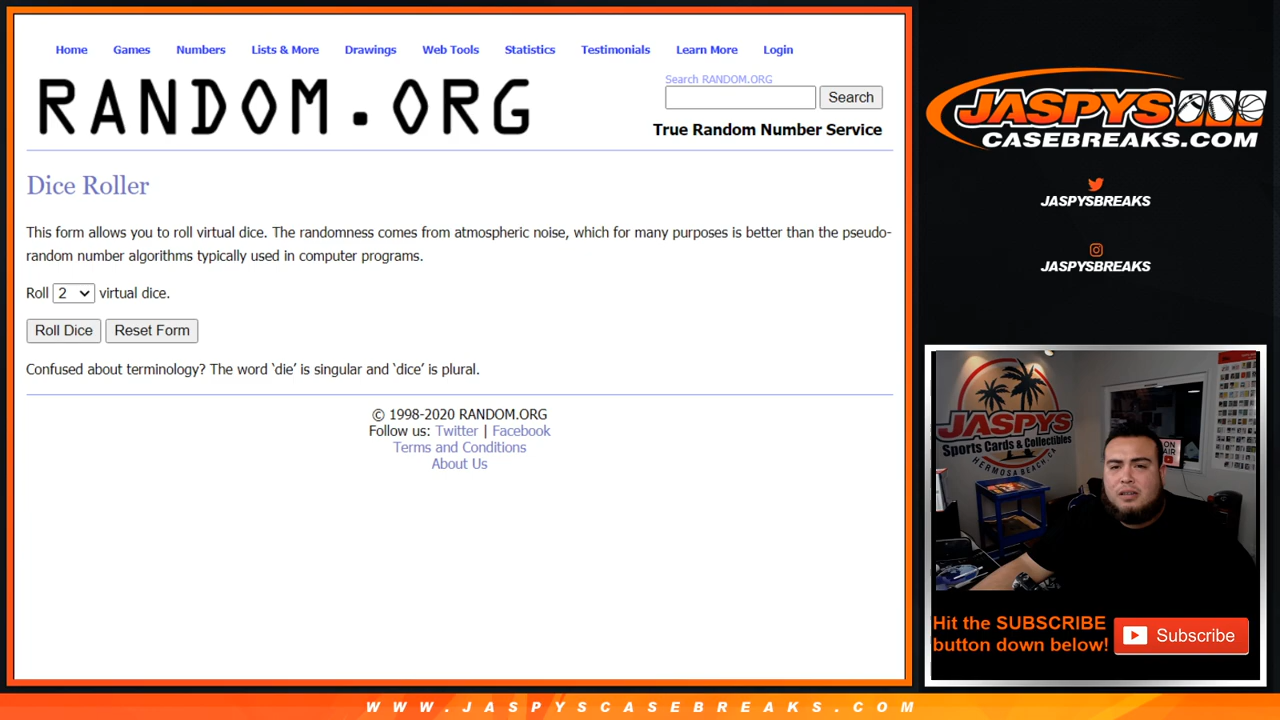 Home Games Numbers Lists & More Drawings Web Tools Statistics Testimonials Learn More Login
RANDOM.ORG
Search RANDOM.ORG
Search
True Random Number Service
Dice Roller
This form allows you to roll virtual dice. The randomness comes from atmospheric noise, which for many purposes is better than the pseudo-
random number algorithms typically used in computer programs.
Roll 2 virtual dice.
Roll Dice Reset Form
Confused about terminology? The word ‘die’ is singular and ‘dice’ is plural.
© 1998-2020 RANDOM.ORG
Follow us: Twitter | Facebook
Terms and Conditions
About Us
JASPYS
CASEBREAKS.COM
JASPYSBREAKS
JASPYSBREAKS
JASPYS
Sports Cards & Collectibles
HERMOSA BEACH, CA
ON
AIR
Hit the SUBSCRIBE
button down below!
Subscribe
WWW.JASPYSCASEBREAKS.COM